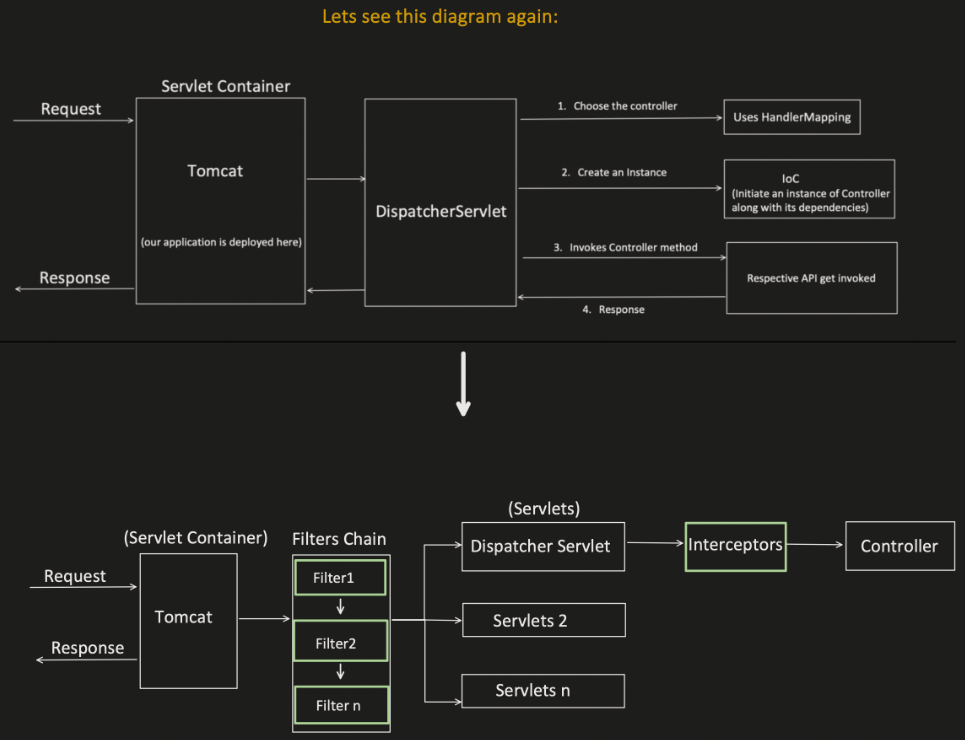 Lets see this diagram again:
Servlet Container
Request
Tomcat
(our application is deployed here)
Response
DispatcherServlet
1. Choose the controller
Uses HandlerMapping
2. Create an Instance
IoC
(Initiate an instance of Controller
along with its dependencies)
3. Invokes Controller method
Respective API get invoked
4. Response
(Servlet Container)
Request
Tomcat
Response
Filters Chain
Filter1
Filter2
Filter n
(Servlets)
Dispatcher Servlet
Interceptors
Controller
Servlets 2
Servlets n